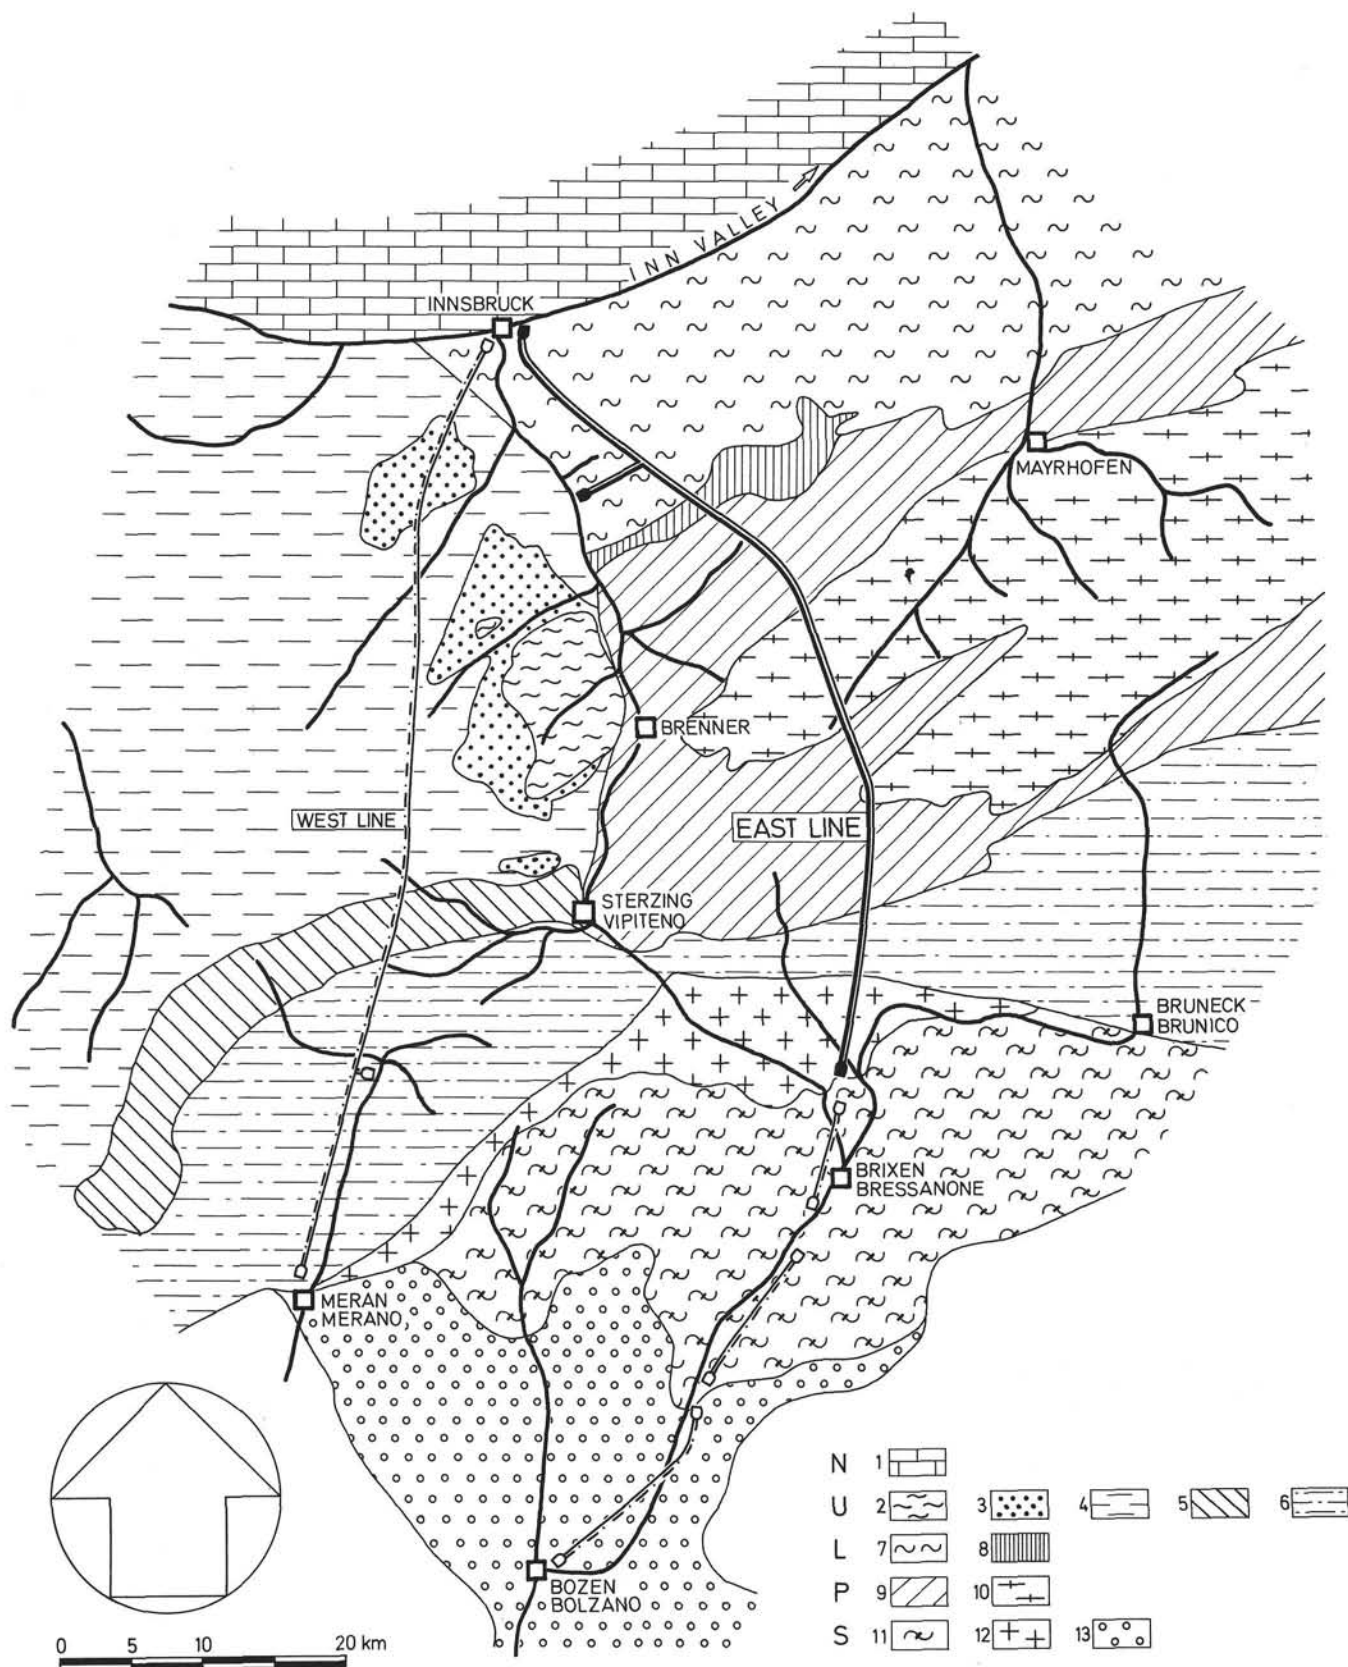 INN VALLEY
INNSBRUCK
MAYRHOFEN
BRENNER
WEST LINE
EAST LINE
STERZING
VIPITENO
BRUNECK
BRUNICO
BRIXEN
BRESSANONE
MERAN
MERANO
BOZEN
BOLZANO
N 1
U 2 3 4 5 6
L 7 8
P 9 10
S 11 12 13
0 5 10 20 km